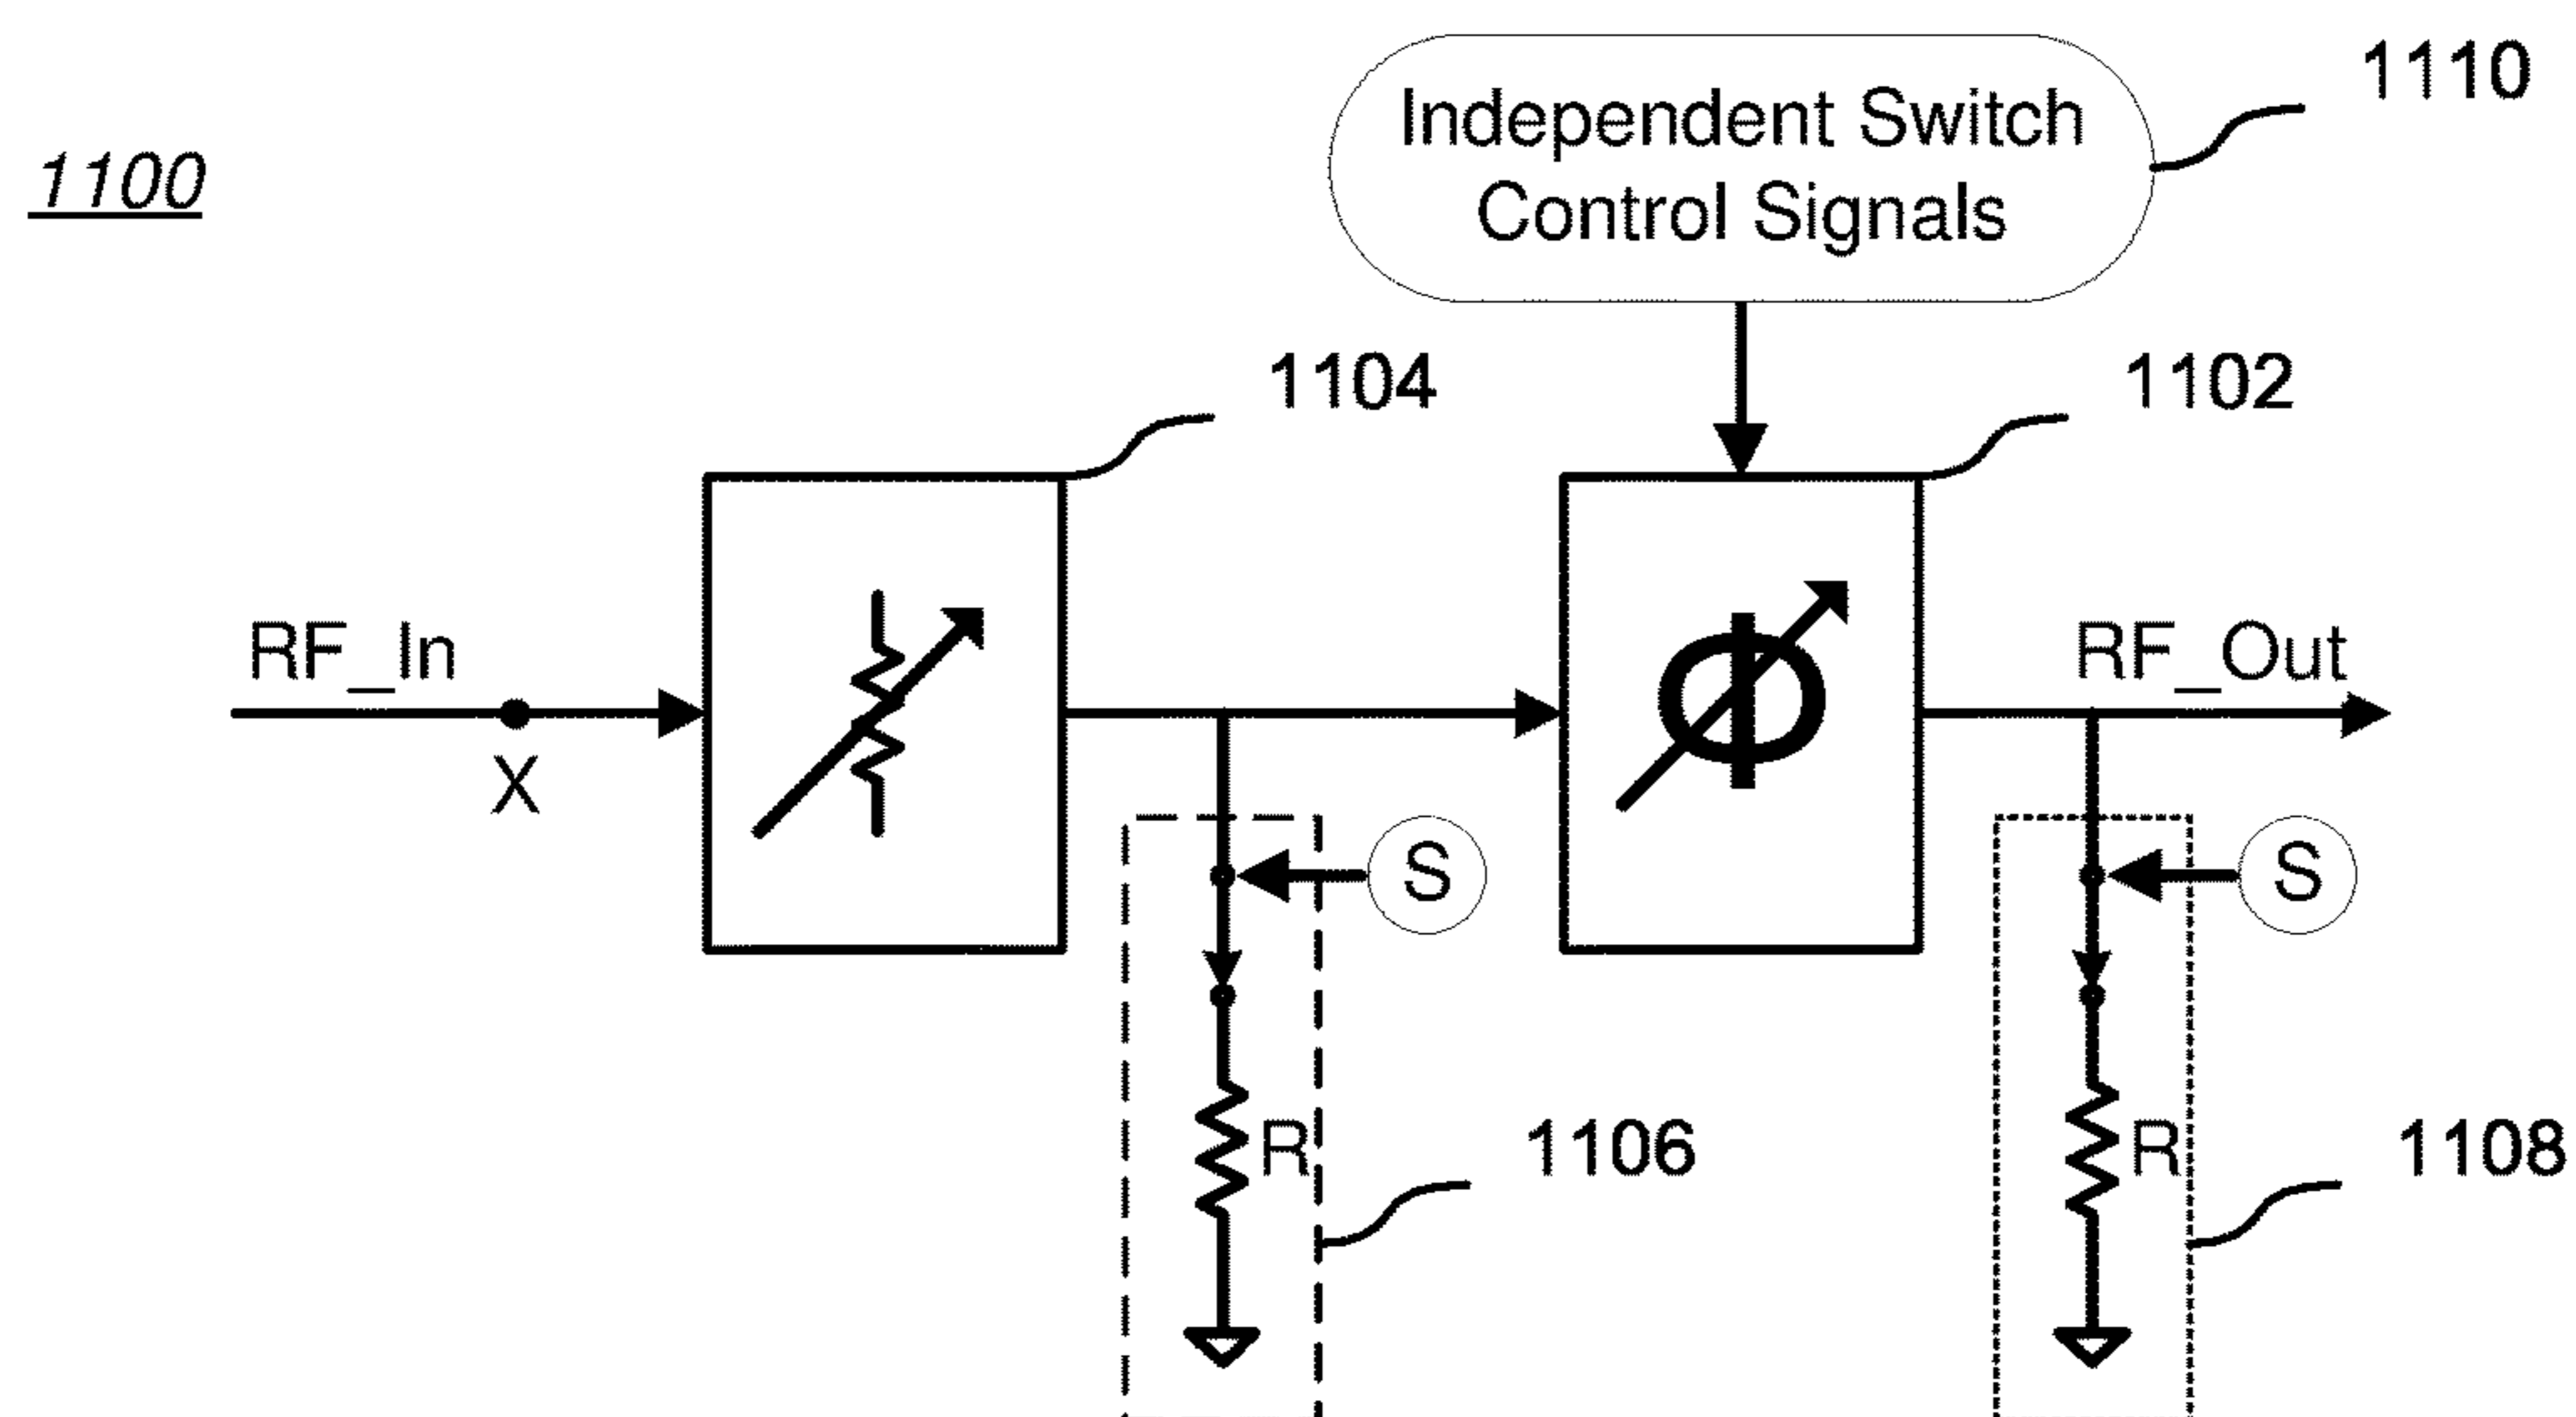 1110
Independent Switch
Control Signals
1100
1104
1102
RF_In
RF_Out
X
Φ
S
S
R
1106
R
1108